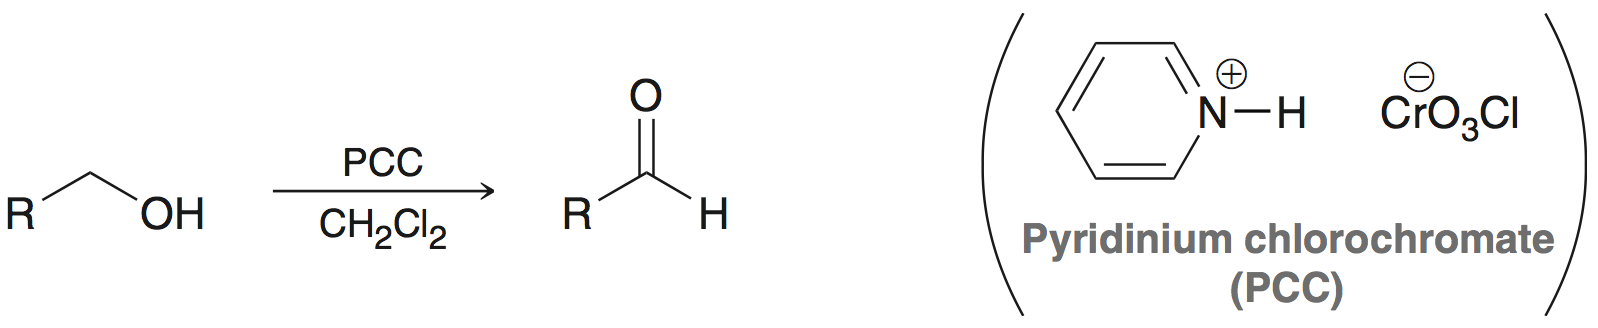 R
OH
PCC
CH₂Cl₂
O
R
H
N
⊕
H
⊖
CrO₃Cl
Pyridinium chlorochromate
(PCC)